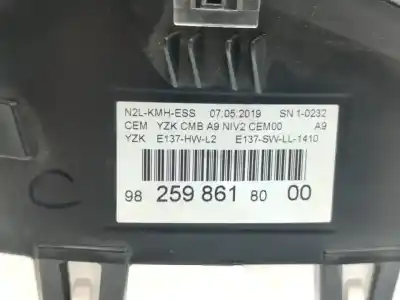 N2L-KMH-ESS 07.05.2019 SN 1-0232
CEM YZK CMB A9 NIV2 CEM00 A9
YZK E137-HW-L2 E137-SW-LL-1410
98 259 861 80 00
C